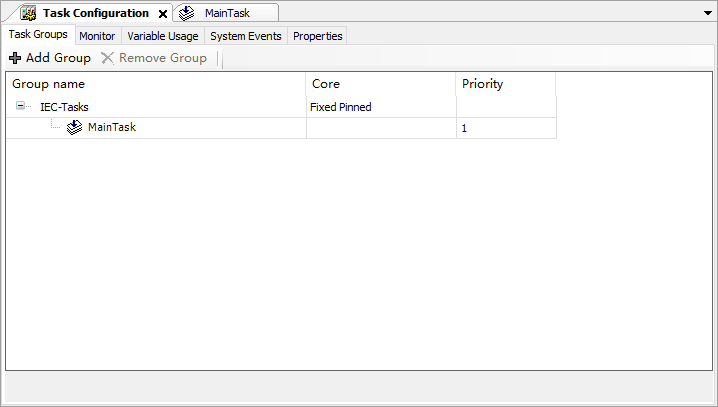 Task Configuration MainTask
Task Groups Monitor Variable Usage System Events Properties
Add Group Remove Group
Group name Core Priority
IEC-Tasks Fixed Pinned
MainTask 1